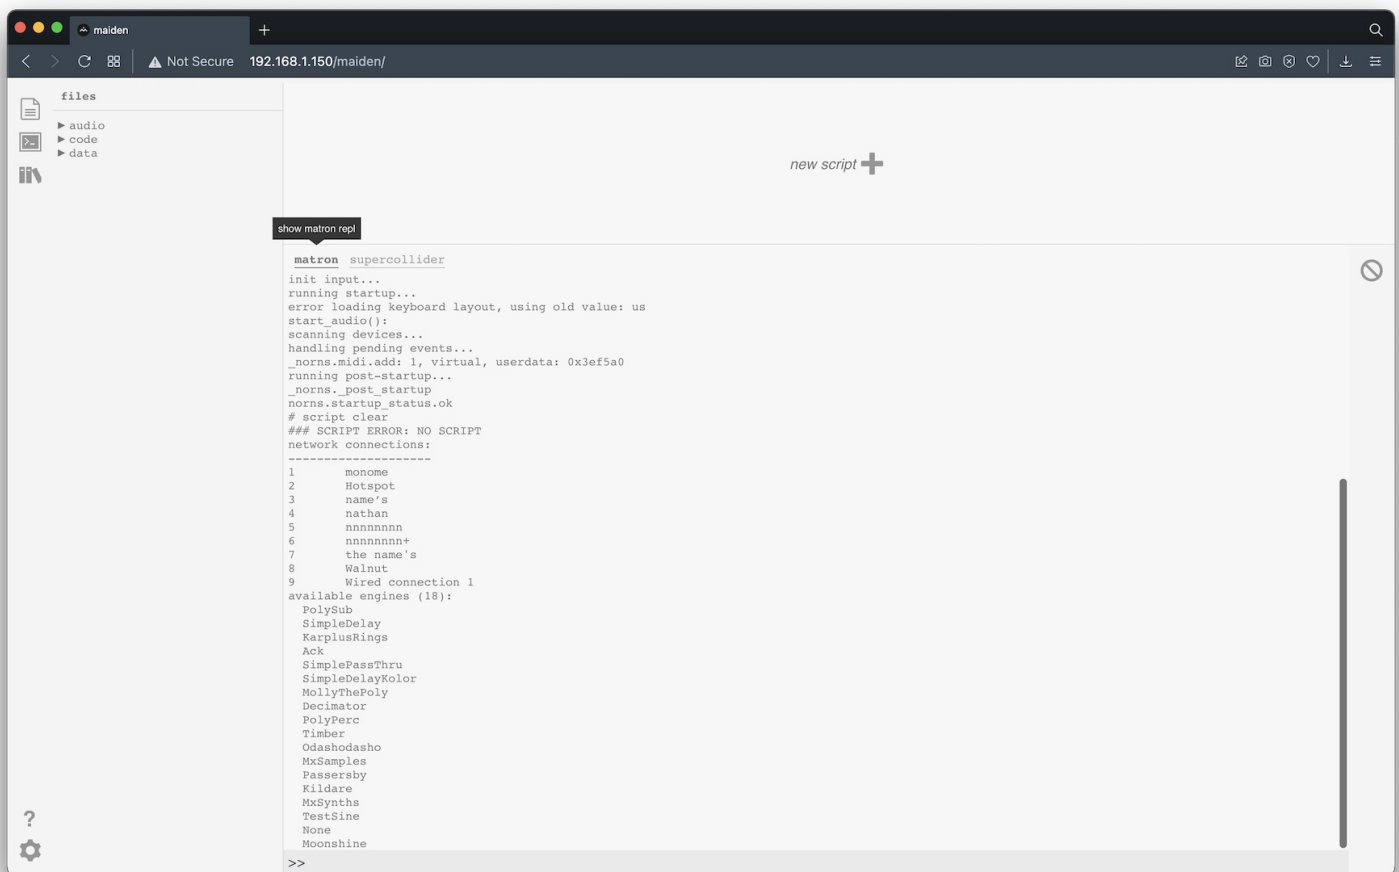 maiden
Not Secure 192.168.1.150/maiden/
files
audio
code
data
new script
show matron repl
matron supercollider
init input...
running startup...
error loading keyboard layout, using old value: us
start_audio():
scanning devices...
handling pending events...
_norns.midi.add: 1, virtual, userdata: 0x3ef5a0
running post-startup...
_norns._post_startup
norns.startup_status.ok
# script clear
### SCRIPT ERROR: NO SCRIPT
network connections:
--------------------
1 monome
2 Hotspot
3 name’s
4 nathan
5 nnnnnnnn
6 nnnnnnnn+
7 the name's
8 Walnut
9 Wired connection 1
available engines (18):
PolySub
SimpleDelay
KarplusRings
Ack
SimplePassThru
SimpleDelayKolor
MollyThePoly
Decimator
PolyPerc
Timber
Odashodasho
MxSamples
Passersby
Kildare
MxSynths
TestSine
None
Moonshine
>>
?